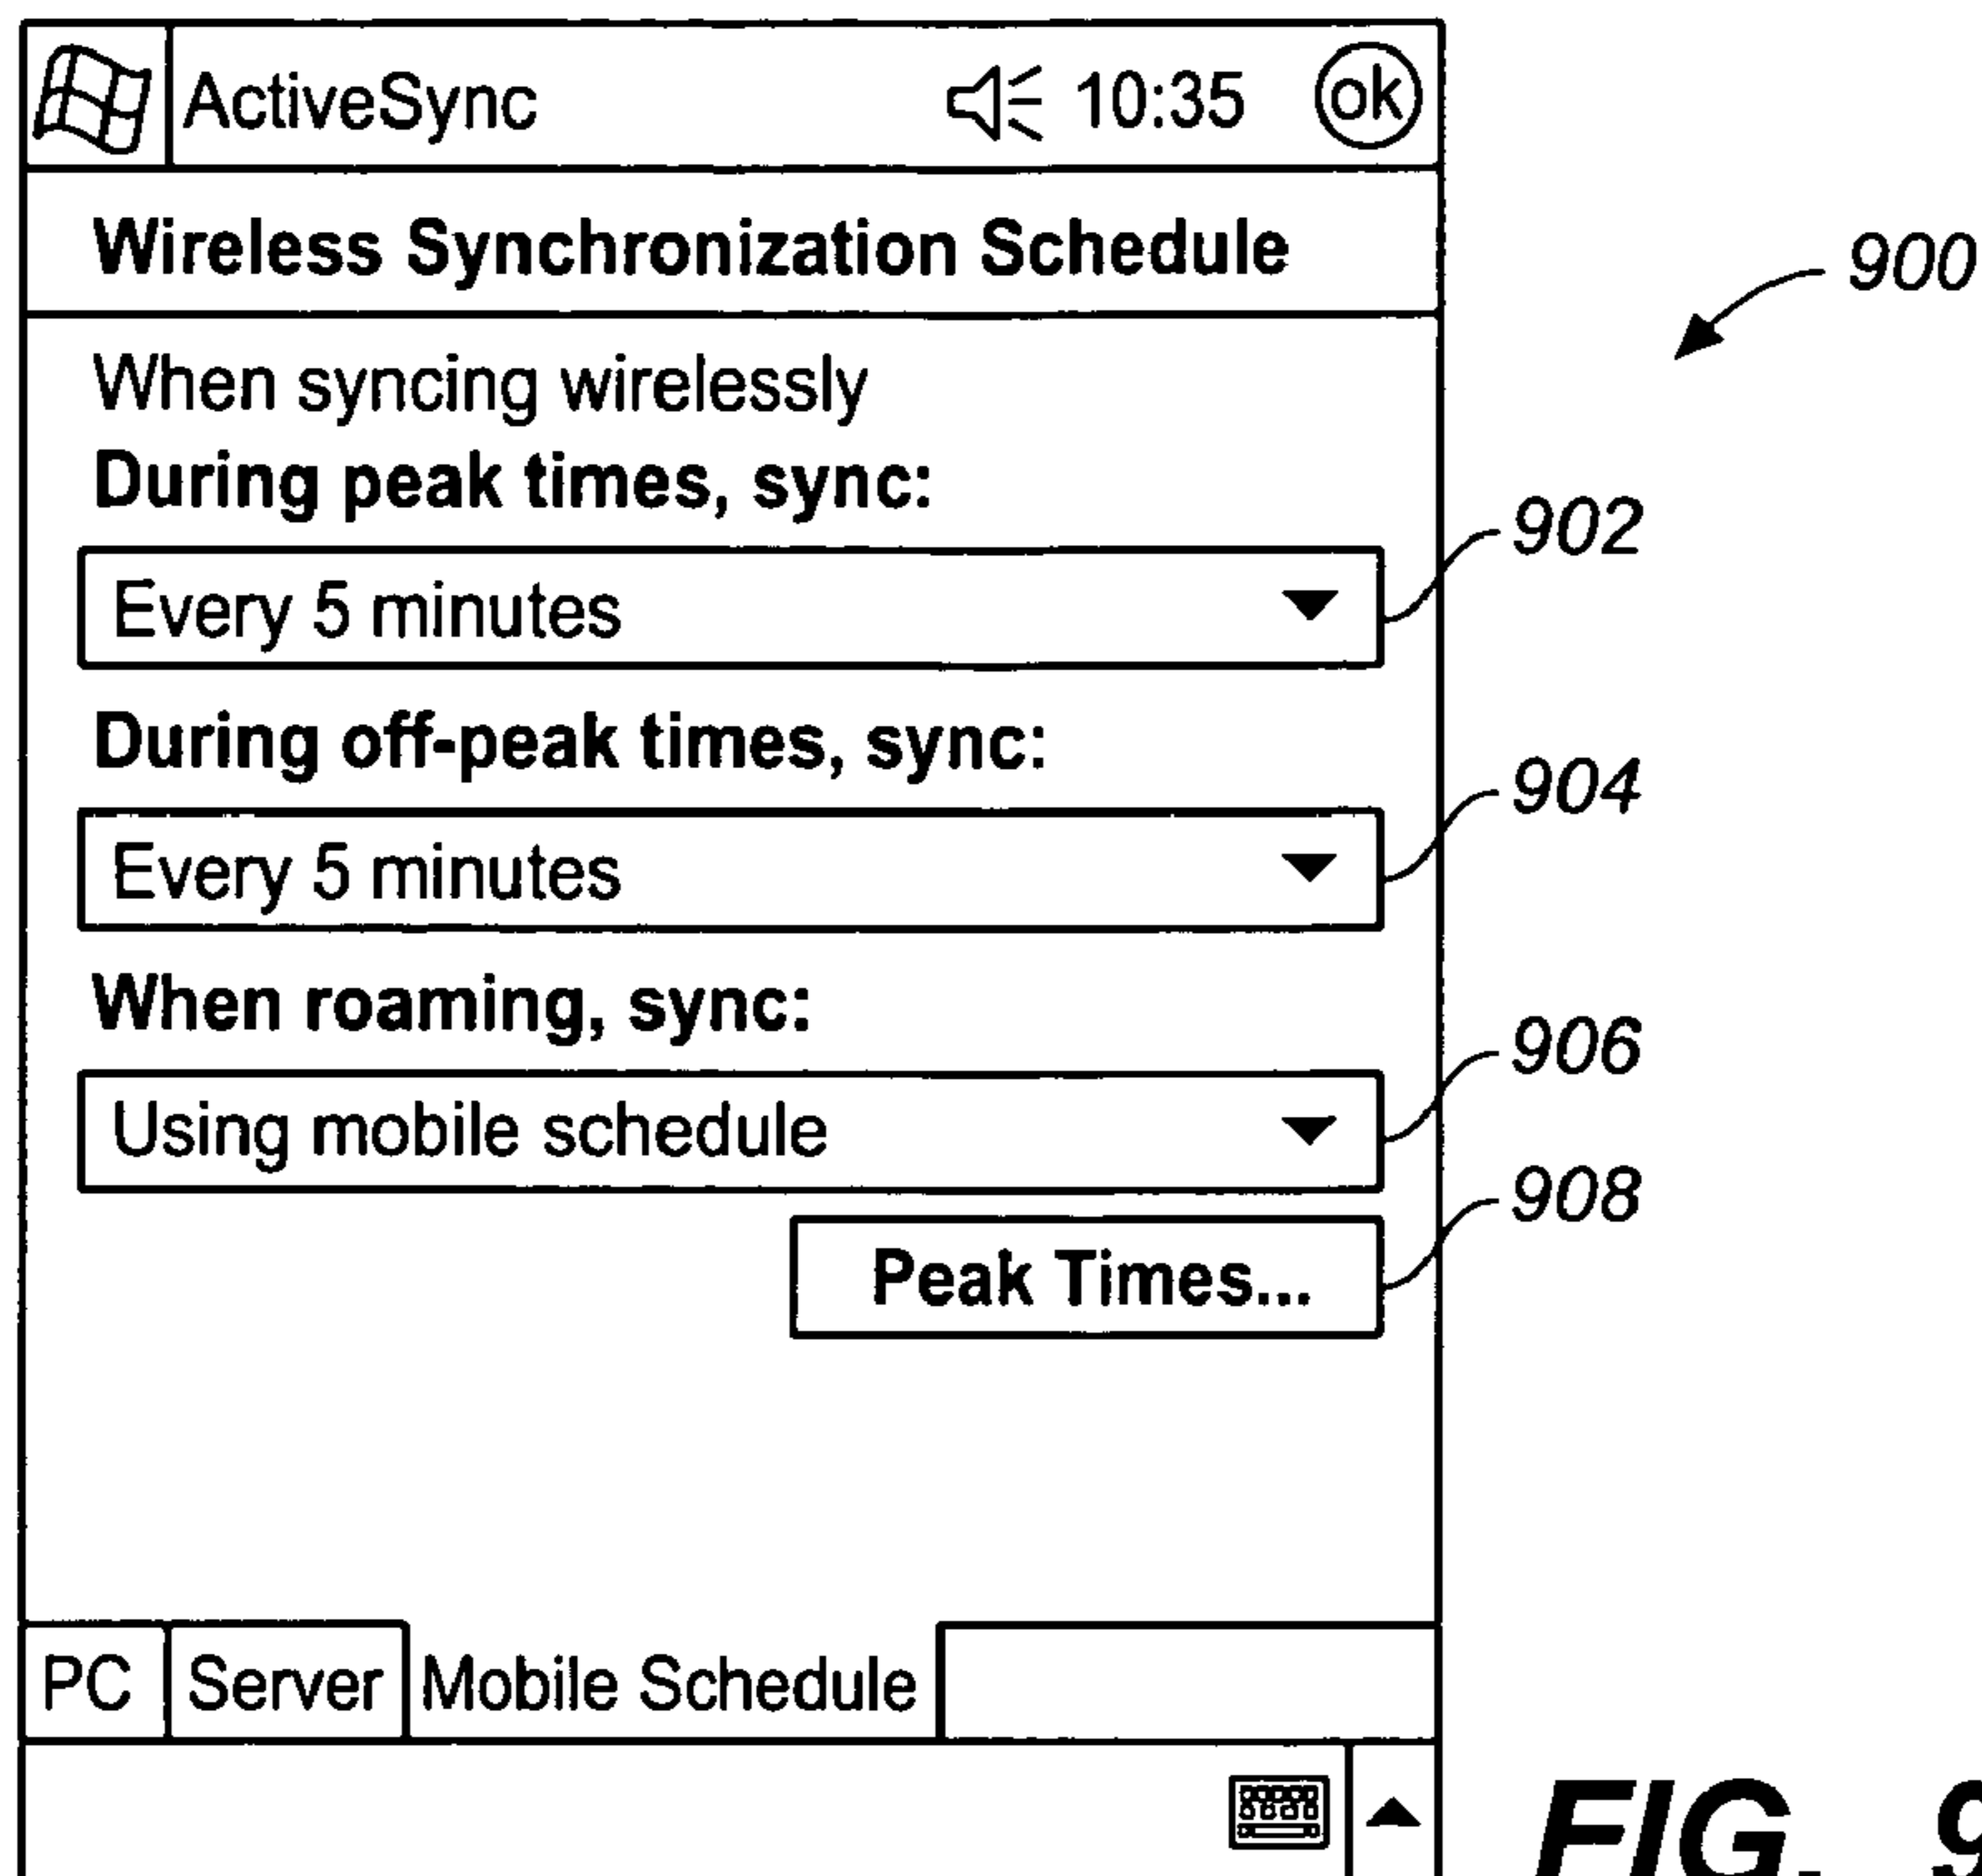 ActiveSync 10:35 ok
Wireless Synchronization Schedule
900
When syncing wirelessly
During peak times, sync:
902
Every 5 minutes
During off-peak times, sync:
904
Every 5 minutes
When roaming, sync:
906
Using mobile schedule
908
Peak Times...
PC Server Mobile Schedule
FIG. 9